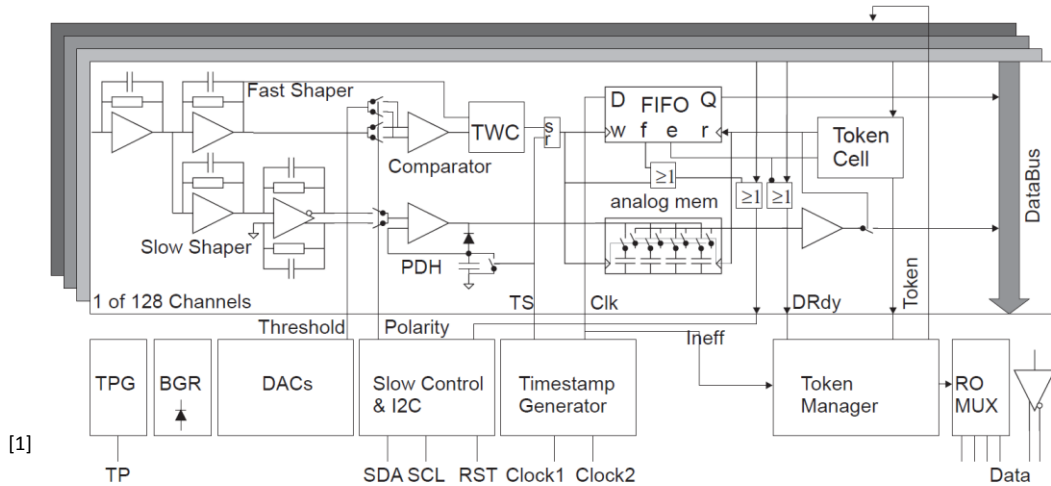 Fast Shaper
D FIFO Q
w f e r
TWC
s
r
Token
Cell
Comparator
≥1
≥1
≥1
analog mem
Slow Shaper
PDH
DataBus
1 of 128 Channels
TS
Clk
DRdy
Token
Threshold
Polarity
Ineff
TPG
BGR
DACs
Slow Control
& I2C
Timestamp
Generator
Token
Manager
RO
MUX
[1]
TP
SDA SCL RST Clock1 Clock2
Data